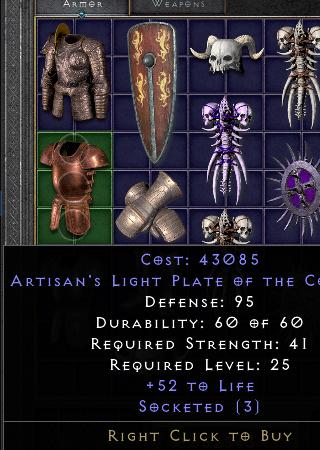 Armor
Weapons
Cost: 43085
Artisan's Light Plate of the
Defense: 95
Durability: 60 of 60
Required Strength: 41
Required Level: 25
+52 to Life
Socketed (3)
Right Click to Buy